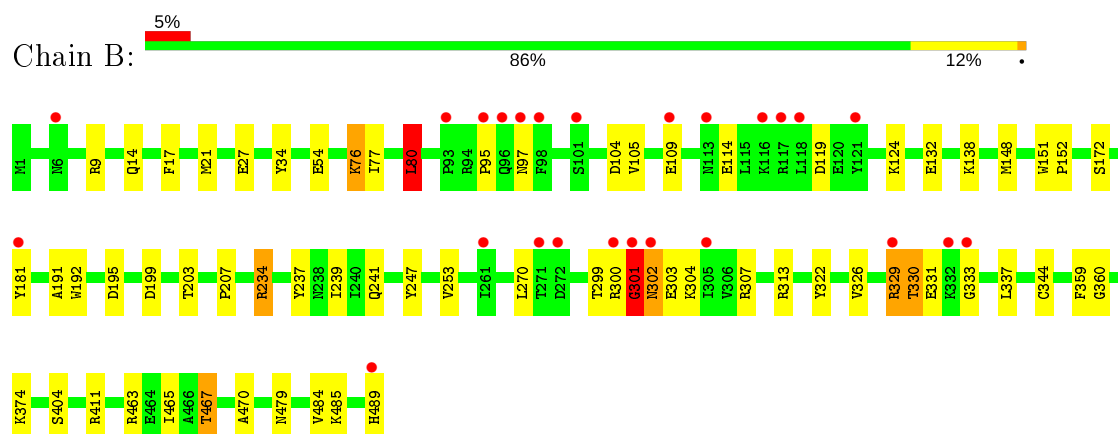 5%
Chain B:
86% 12% •
M1 N6 R9 Q14 F17 M21 E27 Y34 E54 K76 I77 L80 P93 R94 P95 Q96 N97 F98 S101 D104 V105 E109 N113 E114 L115 K116 R117 L118 D119 E120 Y121 K124 E132 K138 M148 W151 P152 S172
Y181 A191 W192 D195 D199 T203 P207 R234 Y237 N238 I239 I240 Q241 Y247 V253 I261 L270 T271 D272 T299 R300 G301 N302 E303 K304 I305 V306 R307 R313 Y322 V326 R329 T330 E331 K332 G333 L337 C344 F359 G360
K374 S404 R411 R463 E464 I465 A466 T467 A470 N479 V484 K485 H489